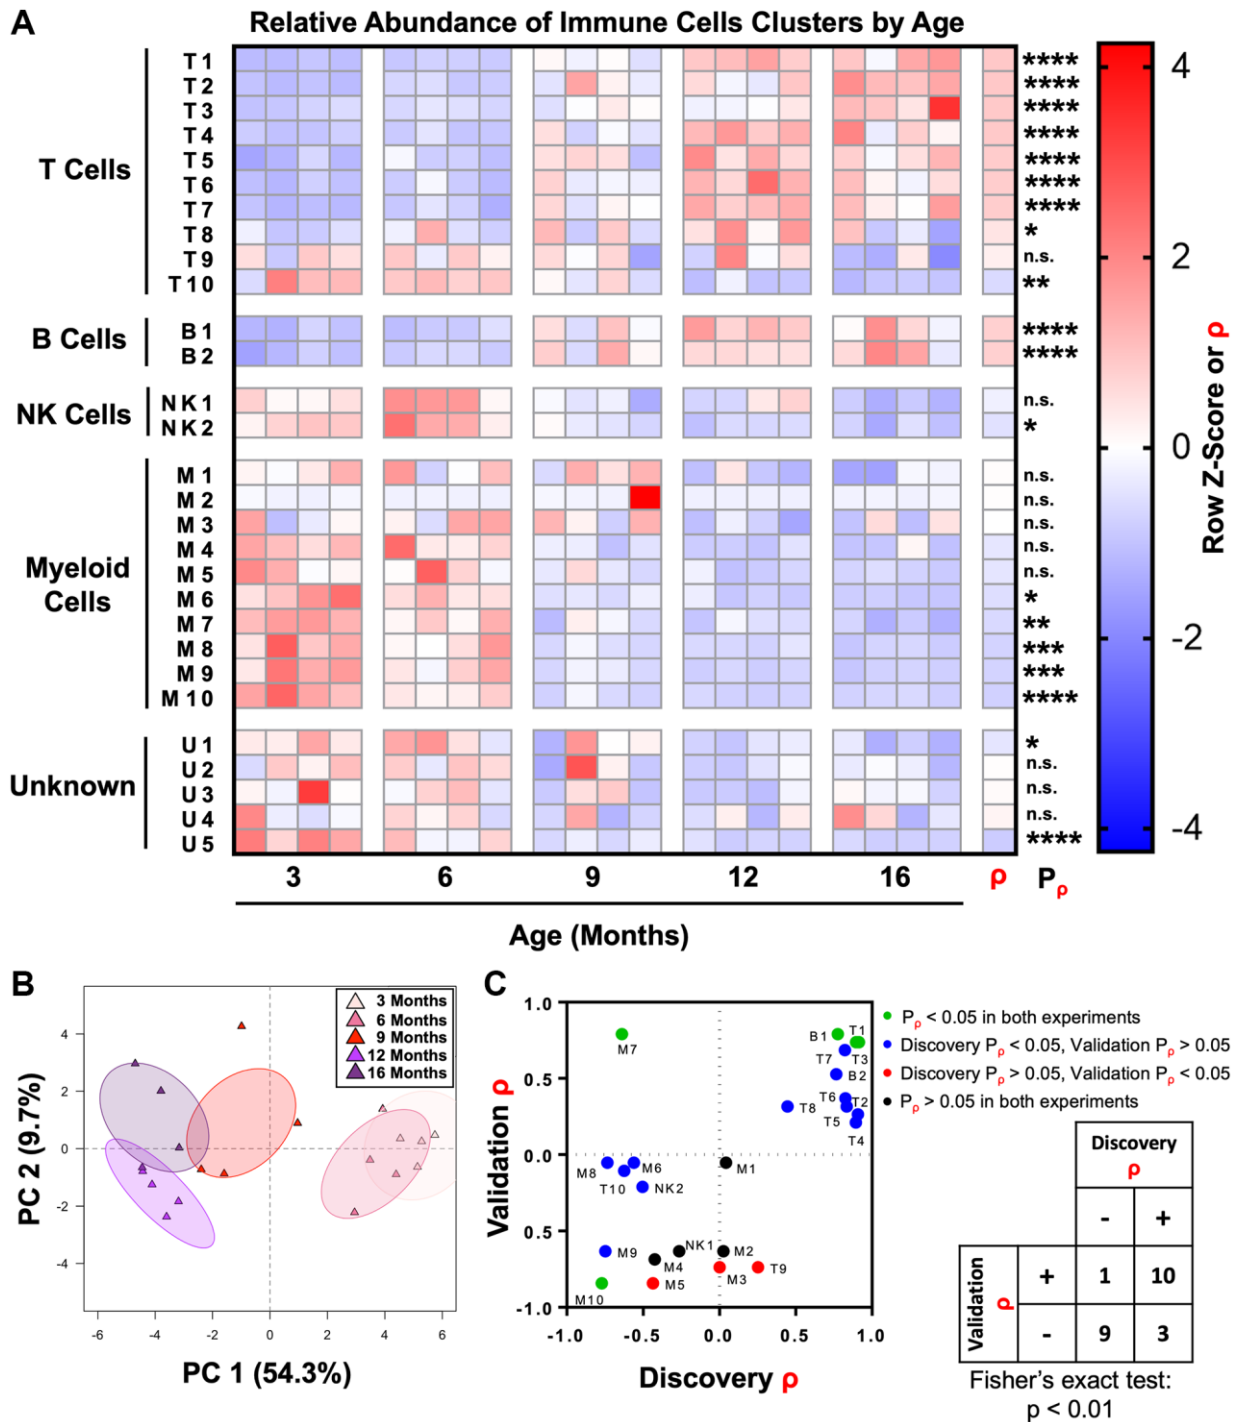 A
Relative Abundance of Immune Cells Clusters by Age
T Cells
T 1 ****
T 2 ****
T 3 ****
T 4 ****
T 5 ****
T 6 ****
T 7 ****
T 8 *
T 9 n.s.
T 10 **
B Cells
B 1 ****
B 2 ****
NK Cells
NK 1 n.s.
NK 2 *
Myeloid
Cells
M 1 n.s.
M 2 n.s.
M 3 n.s.
M 4 n.s.
M 5 n.s.
M 6 *
M 7 **
M 8 ***
M 9 ***
M 10 ****
Unknown
U 1 *
U 2 n.s.
U 3 n.s.
U 4 n.s.
U 5 ****
3 6 9 12 16 ρ Pρ
Age (Months)
4
2
0
-2
-4
Row Z-Score or ρ
B
3 Months
6 Months
9 Months
12 Months
16 Months
4
2
0
-2
-4
PC 2 (9.7%)
-6 -4 -2 0 2 4 6
PC 1 (54.3%)
C
1.0
0.5
0.0
0.5
-1.0
Validation ρ
M7
B1
T1
T7
T3
B2
T6
T2
T8
T5
T4
M8
M6
M1
T10
NK2
M9
NK1
M2
M4
M3
T9
M5
M10
-1.0 -0.5 0.0 0.5 1.0
Discovery ρ
Pρ < 0.05 in both experiments
Discovery Pρ < 0.05, Validation Pρ > 0.05
Discovery Pρ > 0.05, Validation Pρ < 0.05
Pρ > 0.05 in both experiments
Discovery
ρ
- +
Validation
ρ
+ 1 10
- 9 3
Fisher's exact test:
p < 0.01